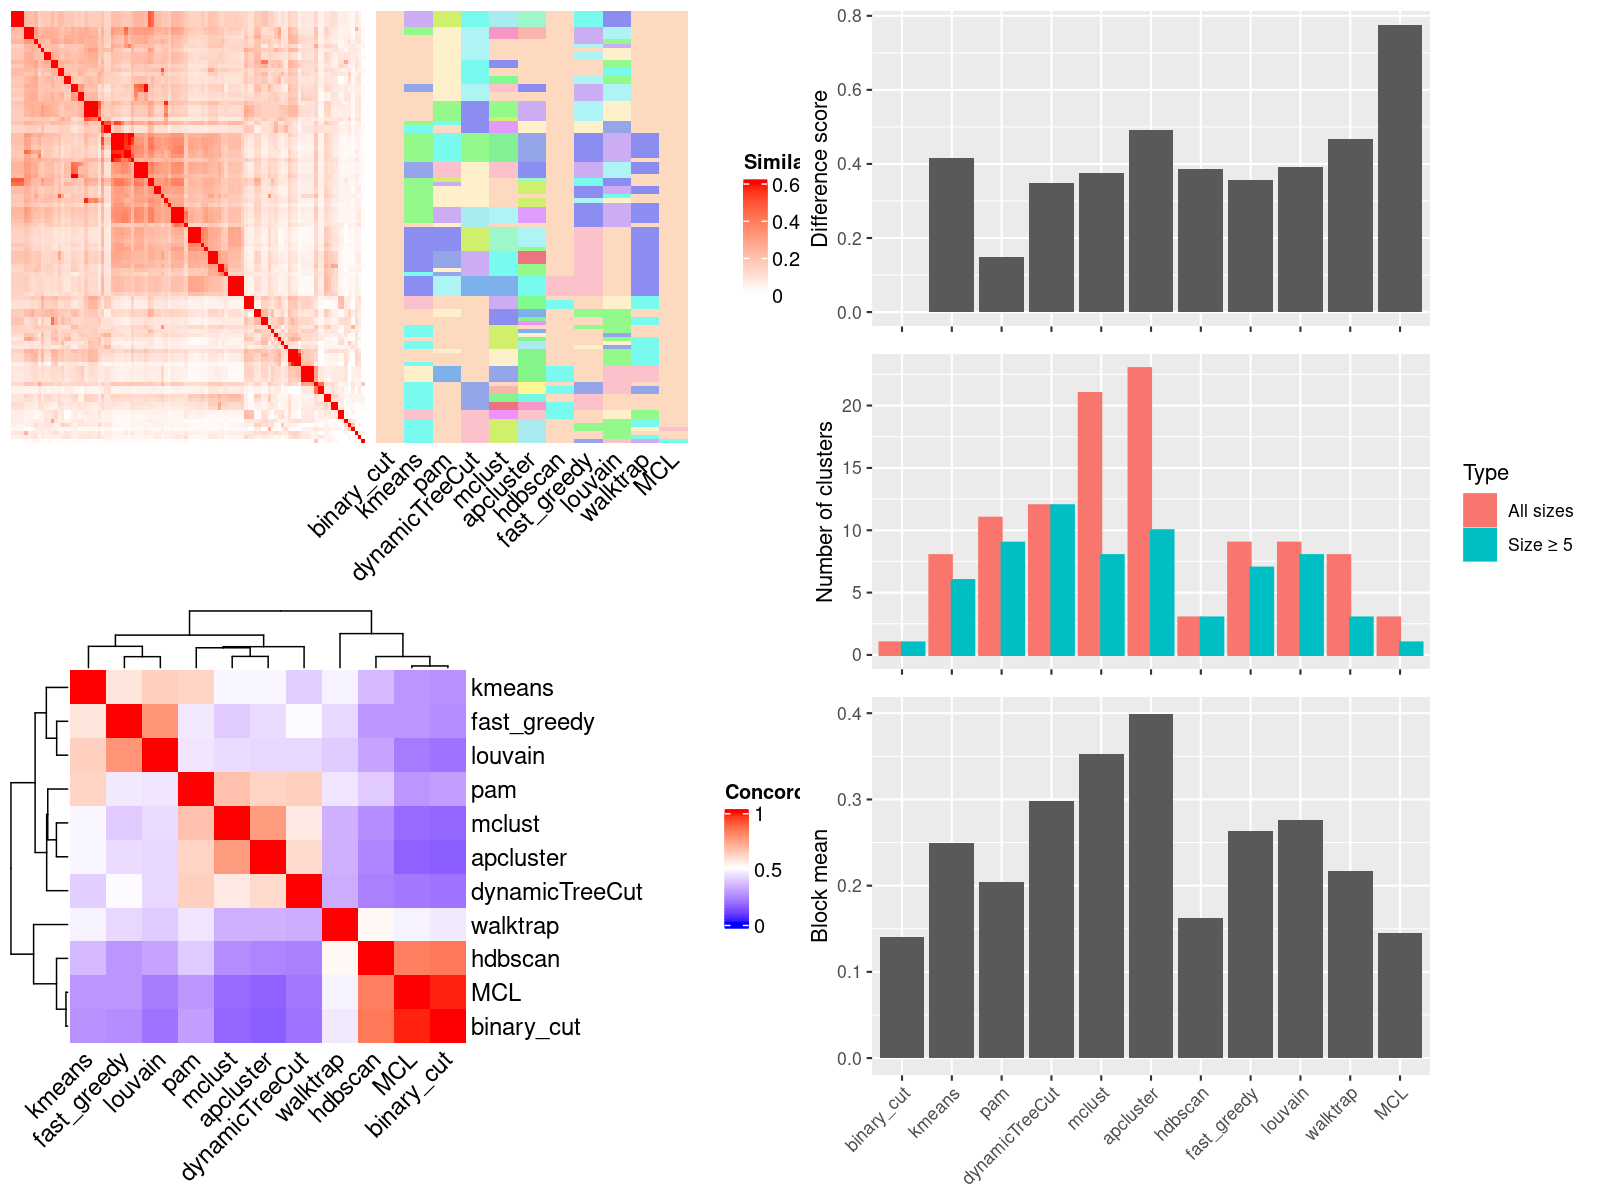 Simila
0.6
0.4
0.2
0
binary_cut
kmeans
pam
dynamicTreeCut
mclust
apcluster
hdbscan
fast_greedy
louvain
walktrap
MCL
kmeans
fast_greedy
louvain
pam
mclust
apcluster
dynamicTreeCut
walktrap
hdbscan
MCL
binary_cut
kmeans
fast_greedy
louvain
pam
mclust
apcluster
dynamicTreeCut
walktrap
hdbscan
MCL
binary_cut
Concord
1
0.5
0
Difference score
0.8
0.6
0.4
0.2
0.0
Number of clusters
20
15
10
5
0
Type
All sizes
Size ≥ 5
Block mean
0.4
0.3
0.2
0.1
0.0
binary_cut
kmeans
pam
dynamicTreeCut
mclust
apcluster
hdbscan
fast_greedy
louvain
walktrap
MCL